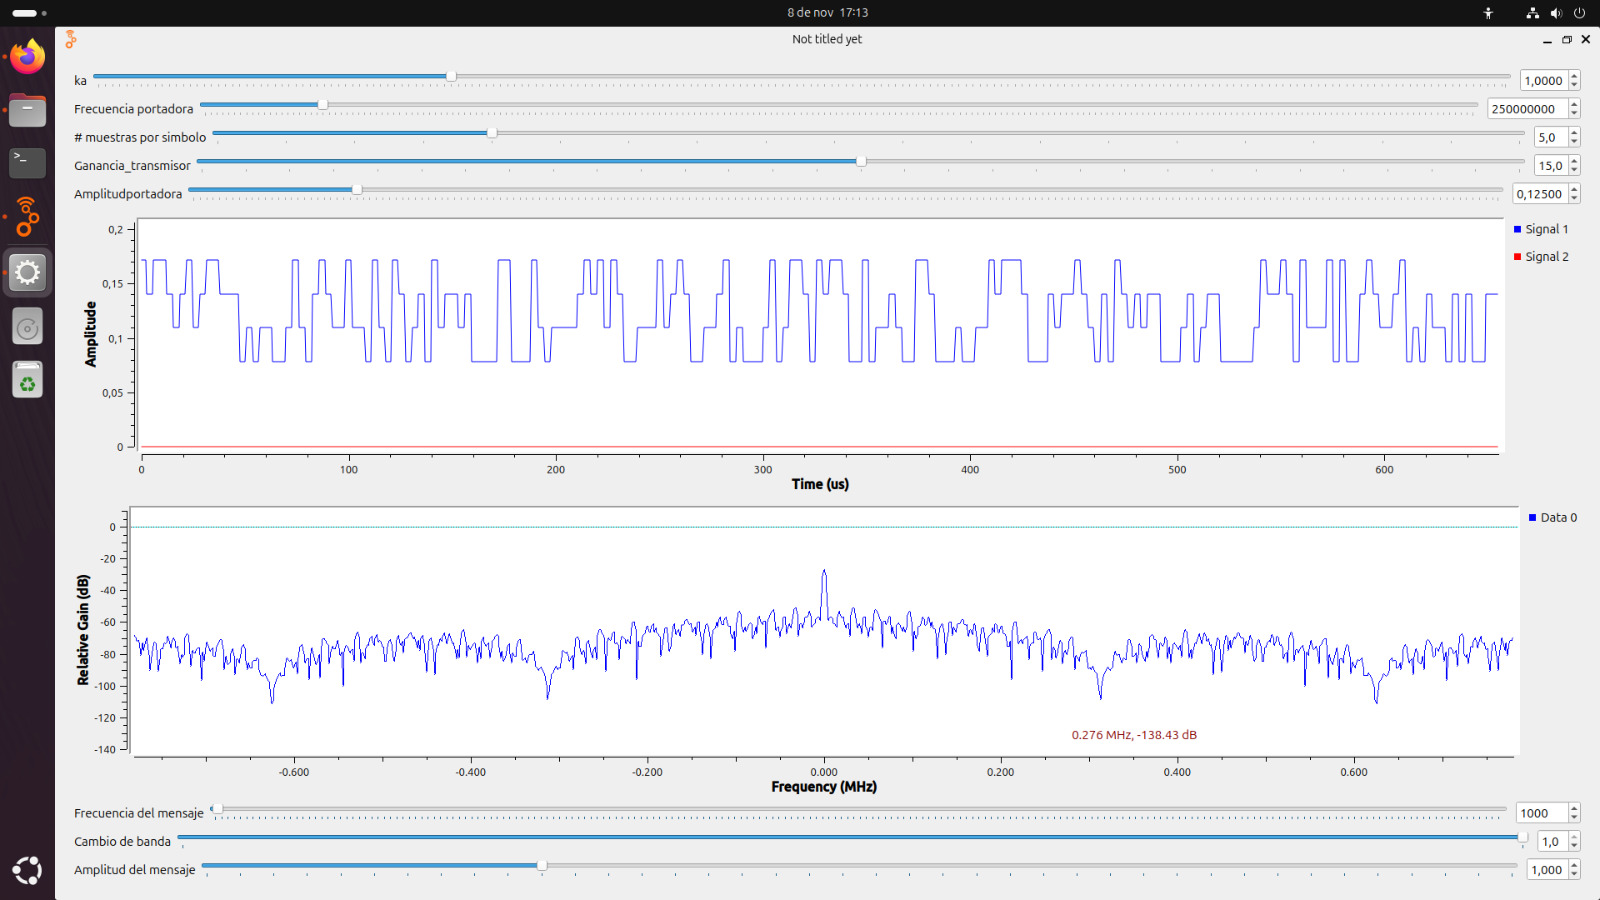 8 de nov 17:13
Not titled yet
ka 1,0000
Frecuencia portadora 250000000
# muestras por simbolo 5,0
Ganancia_transmisor 15,0
Amplitudportadora 0,12500
Signal 1
Signal 2
Amplitude
0,2
0,15
0,1
0,05
0
0 100 200 300 400 500 600
Time (us)
Data 0
Relative Gain (dB)
0
-20
-40
-60
-80
-100
-120
-140
0.276 MHz, -138.43 dB
-0.600 -0.400 -0.200 0.000 0.200 0.400 0.600
Frequency (MHz)
Frecuencia del mensaje 1000
Cambio de banda 1,0
Amplitud del mensaje 1,000